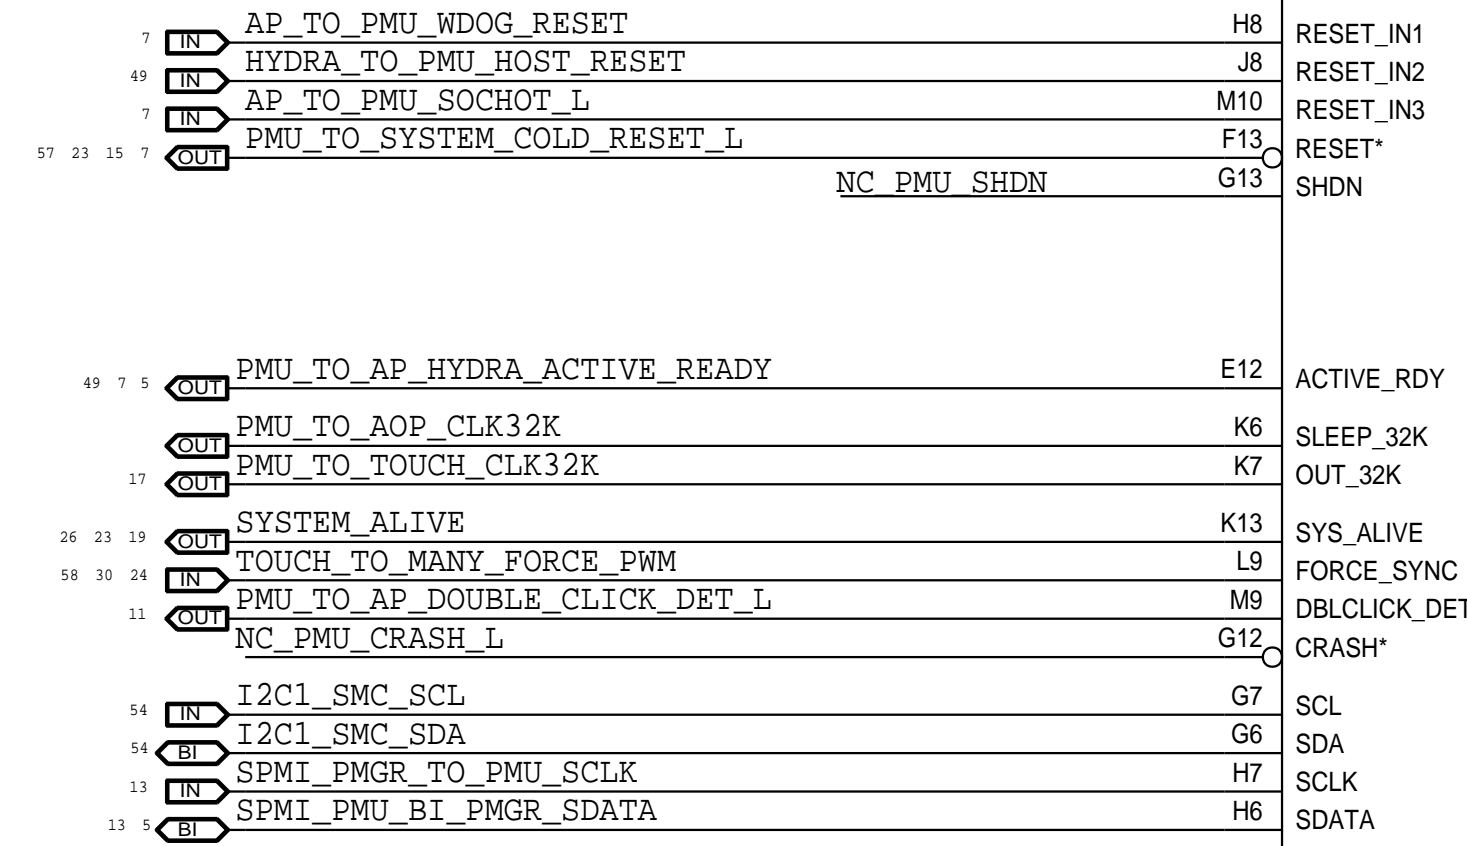 7 IN AP_TO_PMU_WDOG_RESET H8 RESET_IN1
49 IN HYDRA_TO_PMU_HOST_RESET J8 RESET_IN2
7 IN AP_TO_PMU_SOCHOT_L M10 RESET_IN3
57 23 15 7 OUT PMU_TO_SYSTEM_COLD_RESET_L F13 RESET*
NC_PMU_SHDN G13 SHDN
49 7 5 OUT PMU_TO_AP_HYDRA_ACTIVE_READY E12 ACTIVE_RDY
OUT PMU_TO_AOP_CLK32K K6 SLEEP_32K
17 OUT PMU_TO_TOUCH_CLK32K K7 OUT_32K
26 23 19 OUT SYSTEM_ALIVE K13 SYS_ALIVE
58 30 24 IN TOUCH_TO_MANY_FORCE_PWM L9 FORCE_SYNC
11 OUT PMU_TO_AP_DOUBLE_CLICK_DET_L M9 DBLCLICK_DET
NC_PMU_CRASH_L G12 CRASH*
54 IN I2C1_SMC_SCL G7 SCL
54 BI I2C1_SMC_SDA G6 SDA
13 IN SPMI_PMGR_TO_PMU_SCLK H7 SCLK
13 5 BI SPMI_PMU_BI_PMGR_SDATA H6 SDATA